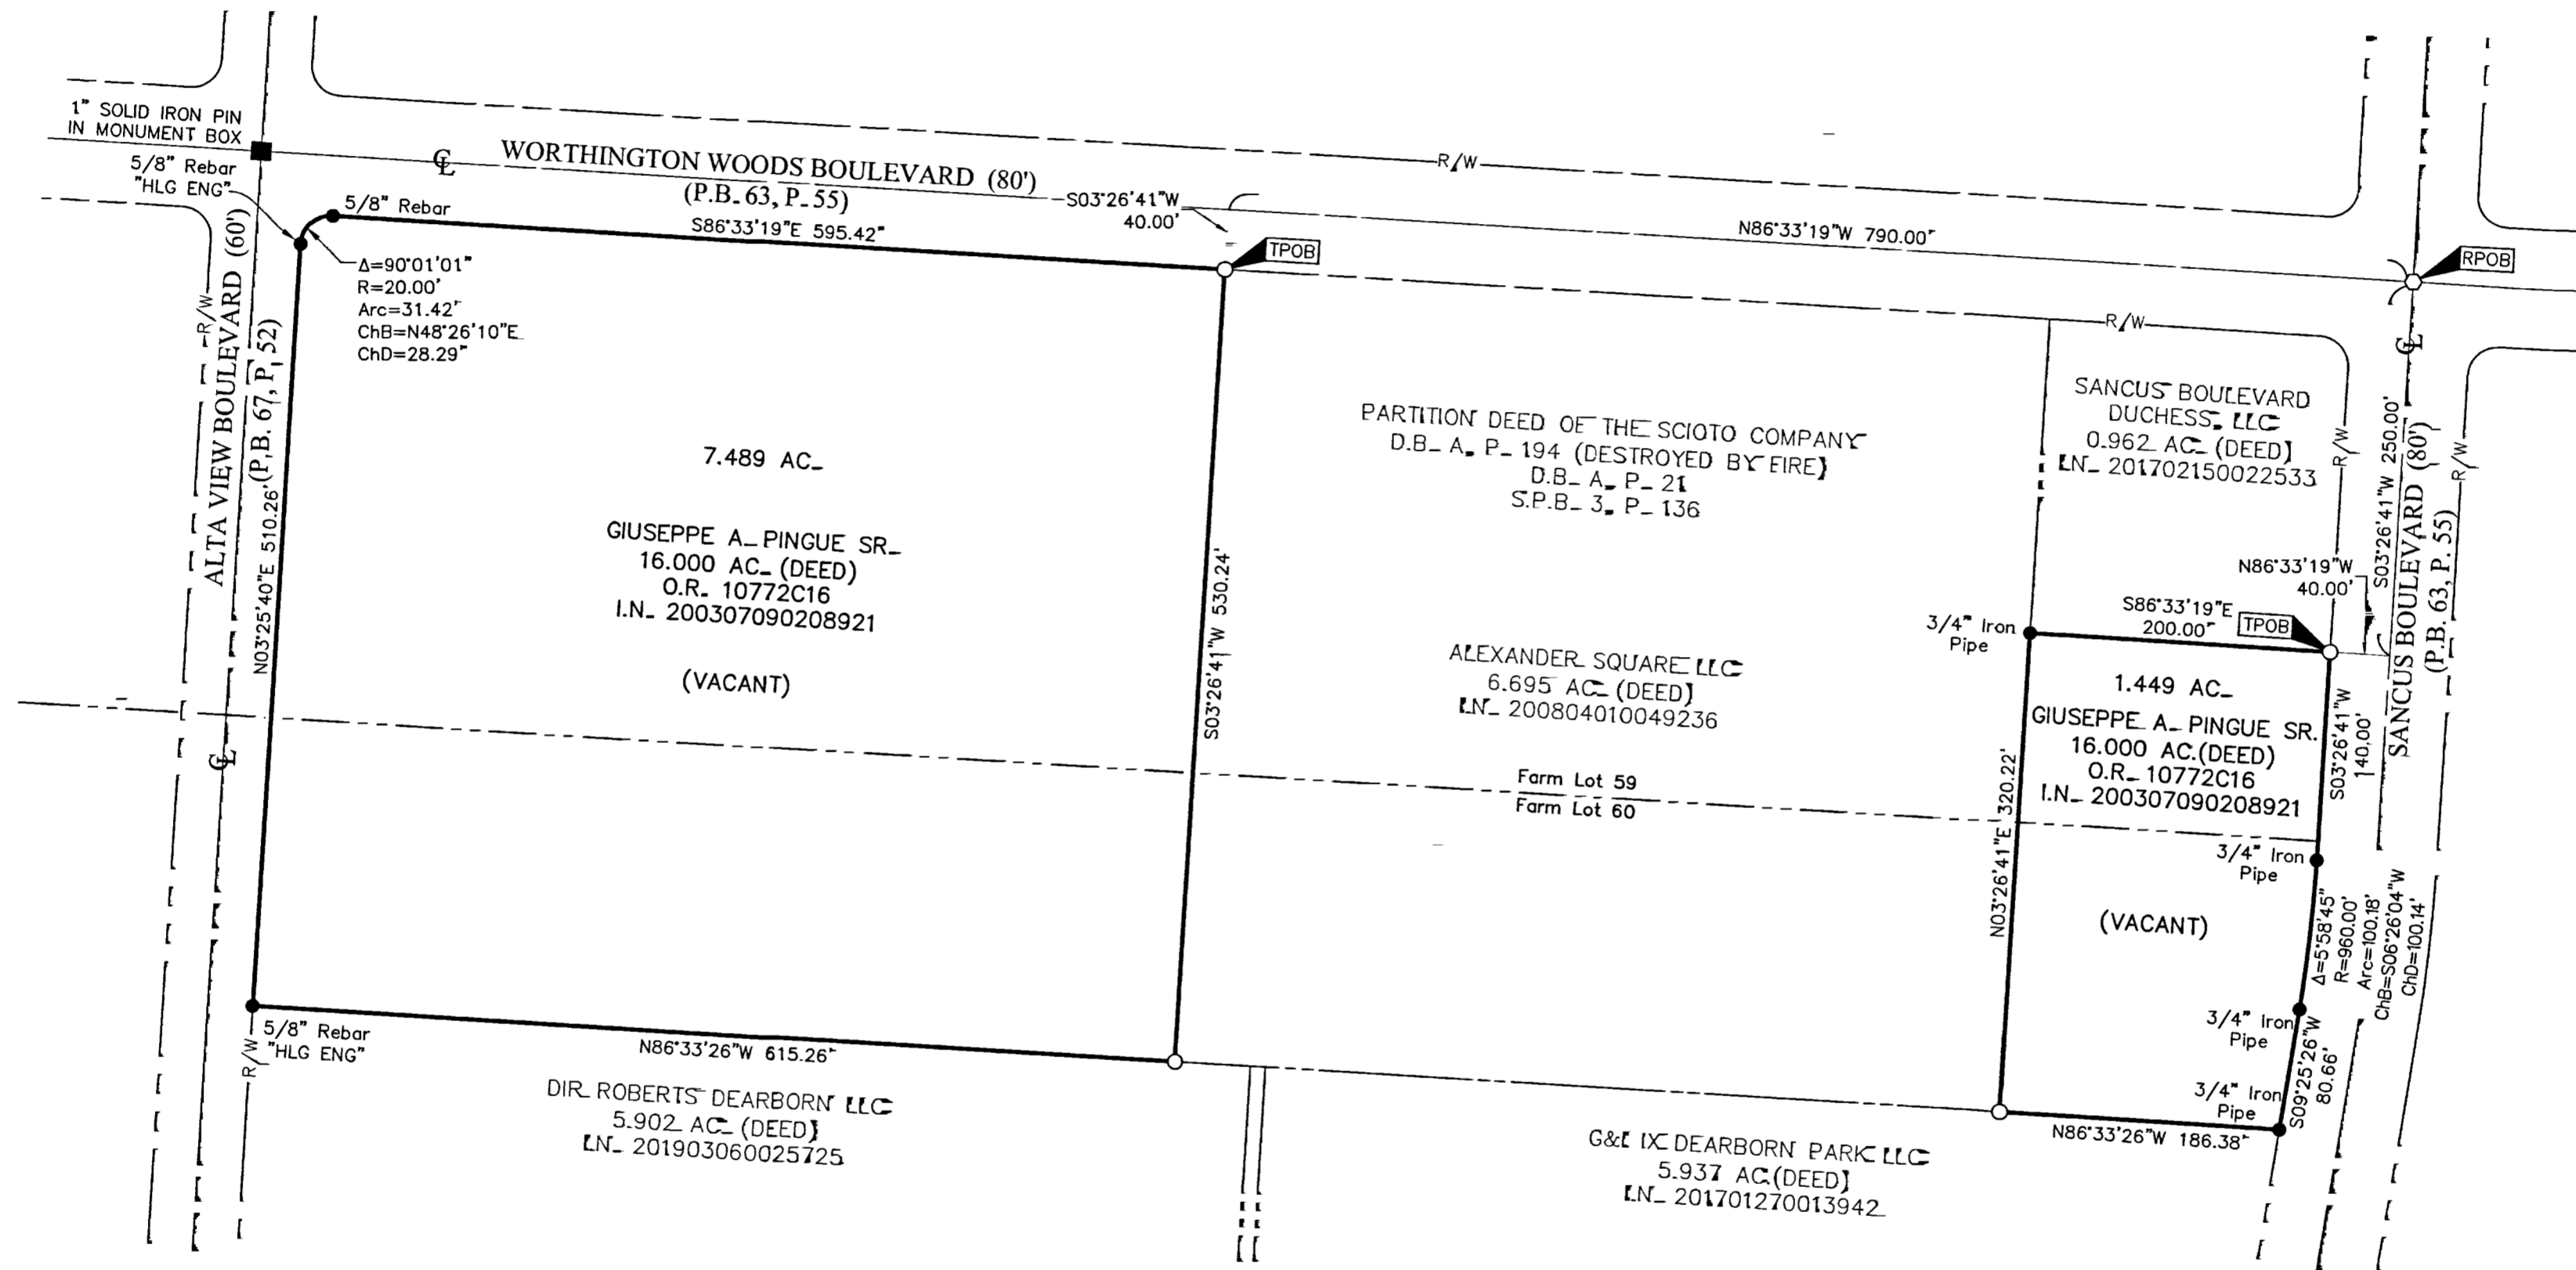 1" SOLID IRON PIN
IN MONUMENT BOX
5/8" Rebar
"HLG ENG"
℄
WORTHINGTON WOODS BOULEVARD (80')
(P.B. 63, P. 55)
5/8" Rebar
S86°33'19"E 595.42'
S03°26'41"W
40.00'
TPOB
R/W
N86°33'19"W 790.00'
RPOB
R/W
℄
Δ=90°01'01"
R=20.00'
Arc=31.42'
ChB=N48°26'10"E
ChD=28.29'
R/W
ALTA VIEW BOULEVARD (60')
(P.B. 67, P. 52)
N03°25'40"E 510.26'
℄
7.489 AC.
GIUSEPPE A. PINGUE SR.
16.000 AC. (DEED)
O.R. 10772C16
I.N. 200307090208921
(VACANT)
S03°26'41"W 530.24'
PARTITION DEED OF THE SCIOTO COMPANY
D.B. A, P. 194 (DESTROYED BY FIRE)
D.B. A, P. 21
S.P.B. 3, P. 136
SANCUS BOULEVARD
DUCHESS, LLC
0.962 AC. (DEED)
I.N. 201702150022533
R/W
S03°26'41"W 250.00'
SANCUS BOULEVARD (80')
(P.B. 63, P. 55)
R/W
N86°33'19"W
40.00'
S86°33'19"E
200.00'
TPOB
3/4" Iron
Pipe
ALEXANDER SQUARE LLC
6.695 AC. (DEED)
I.N. 200804010049236
1.449 AC.
GIUSEPPE A. PINGUE SR.
16.000 AC.(DEED)
O.R. 10772C16
I.N. 200307090208921
S03°26'41"W
140.00'
Farm Lot 59
Farm Lot 60
N03°26'41"E 320.22'
3/4" Iron
Pipe
(VACANT)
Δ=5°58'45"
R=960.00'
Arc=100.18'
ChB=S06°26'04"W
ChD=100.14'
3/4" Iron
Pipe
S09°25'26"W
80.66'
3/4" Iron
Pipe
N86°33'26"W 186.38'
5/8" Rebar
"HLG ENG"
R/W
N86°33'26"W 615.26'
DIR ROBERTS DEARBORN LLC
5.902 AC. (DEED)
I.N. 201903060025725
G&E IX DEARBORN PARK LLC
5.937 AC.(DEED)
I.N. 201701270013942